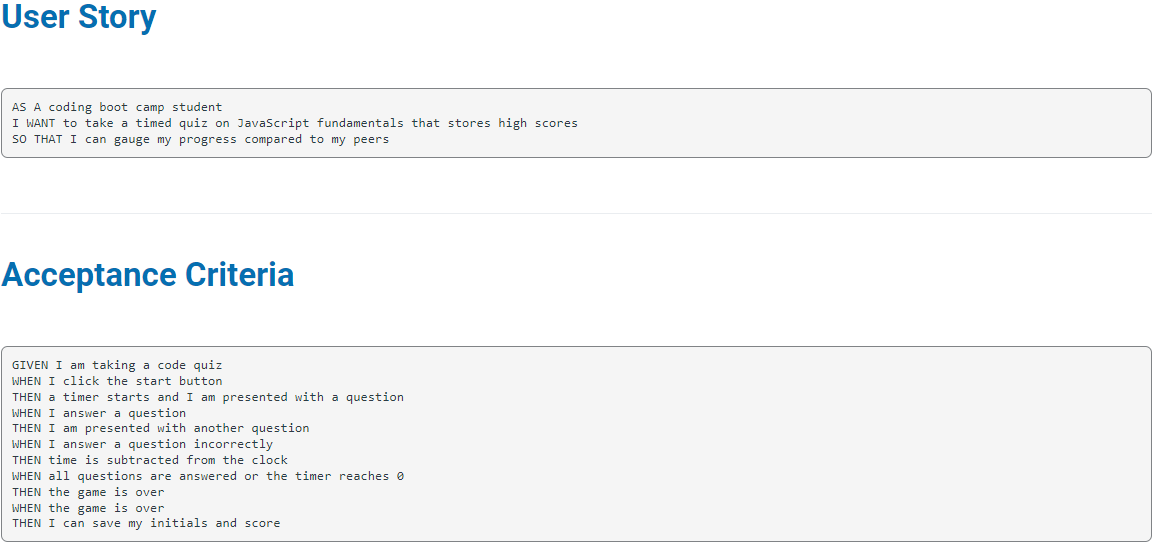 User Story
AS A coding boot camp student
I WANT to take a timed quiz on JavaScript fundamentals that stores high scores
SO THAT I can gauge my progress compared to my peers
Acceptance Criteria
GIVEN I am taking a code quiz
WHEN I click the start button
THEN a timer starts and I am presented with a question
WHEN I answer a question
THEN I am presented with another question
WHEN I answer a question incorrectly
THEN time is subtracted from the clock
WHEN all questions are answered or the timer reaches 0
THEN the game is over
WHEN the game is over
THEN I can save my initials and score